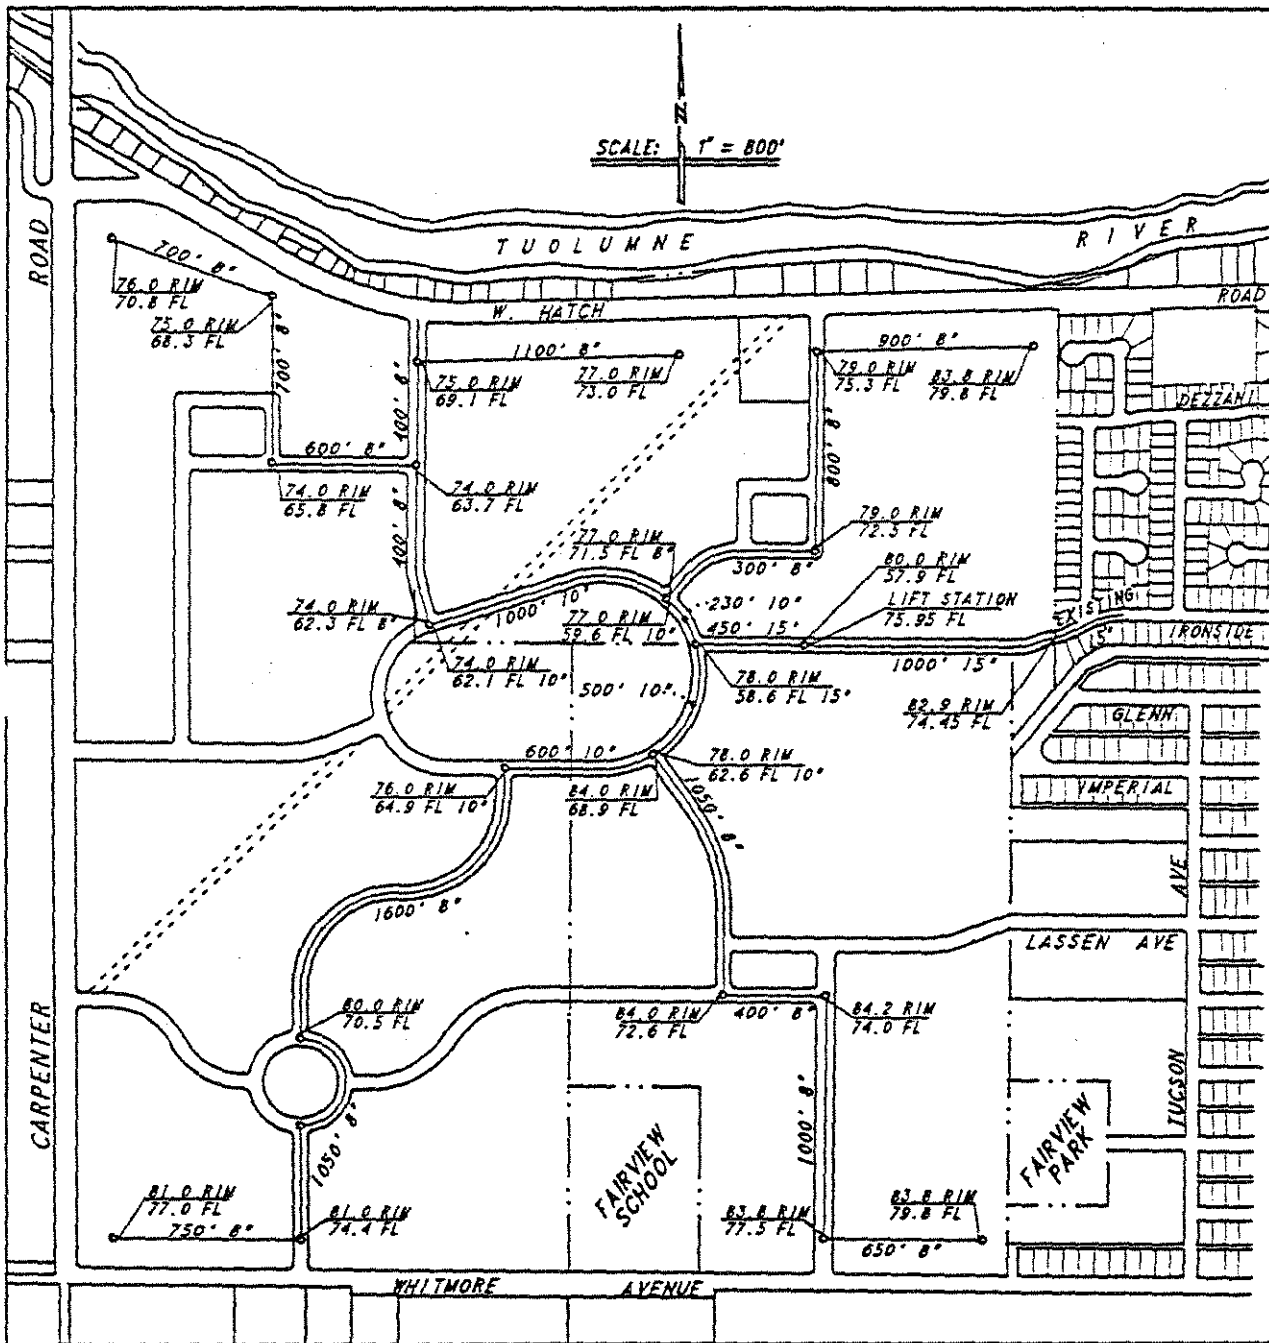 N
SCALE: 1" = 800'
TUOLUMNE RIVER
ROAD
700' 8"
76.0 RIM
70.8 FL
75.0 RIM
68.3 FL
W. HATCH
ROAD
700' 8"
1100' 8"
900' 8"
75.0 RIM
69.1 FL
77.0 RIM
73.0 FL
79.0 RIM
75.3 FL
83.8 RIM
79.8 FL
DEZZANI
400' 8"
600' 8"
800' 8"
74.0 RIM
65.8 FL
74.0 RIM
63.7 FL
79.0 RIM
72.5 FL
77.0 RIM
71.5 FL 8"
400' 8"
300' 8"
80.0 RIM
57.9 FL
LIFT STATION
75.95 FL
74.0 RIM
62.3 FL 8"
1000' 10"
230' 10"
77.0 RIM
59.6 FL 10"
450' 15"
EXISTING
15"
IRONSIDE
74.0 RIM
62.1 FL 10"
1000' 15"
500' 10"
78.0 RIM
58.6 FL 15"
82.9 RIM
74.45 FL
GLENN
600' 10"
78.0 RIM
62.6 FL 10"
76.0 RIM
64.9 FL 10"
84.0 RIM
68.9 FL
1050' 8"
IMPERIAL
AVE
1600' 8"
LASSEN AVE
80.0 RIM
70.5 FL
84.0 RIM
72.6 FL
400' 8"
84.2 RIM
74.0 FL
CARPENTER
TUCSON
1050' 8"
1000' 8"
FAIRVIEW
SCHOOL
FAIRVIEW
PARK
81.0 RIM
77.0 FL
750' 8"
81.0 RIM
74.4 FL
83.8 RIM
77.5 FL
83.8 RIM
79.8 FL
650' 8"
WHITMORE AVENUE